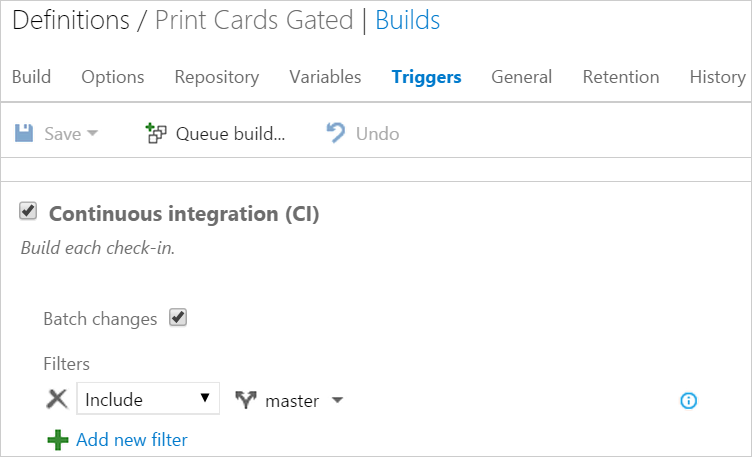 Definitions / Print Cards Gated | Builds
Build Options Repository Variables Triggers General Retention History
Save Queue build... Undo
Continuous integration (CI)
Build each check-in.
Batch changes
Filters
Include master
Add new filter